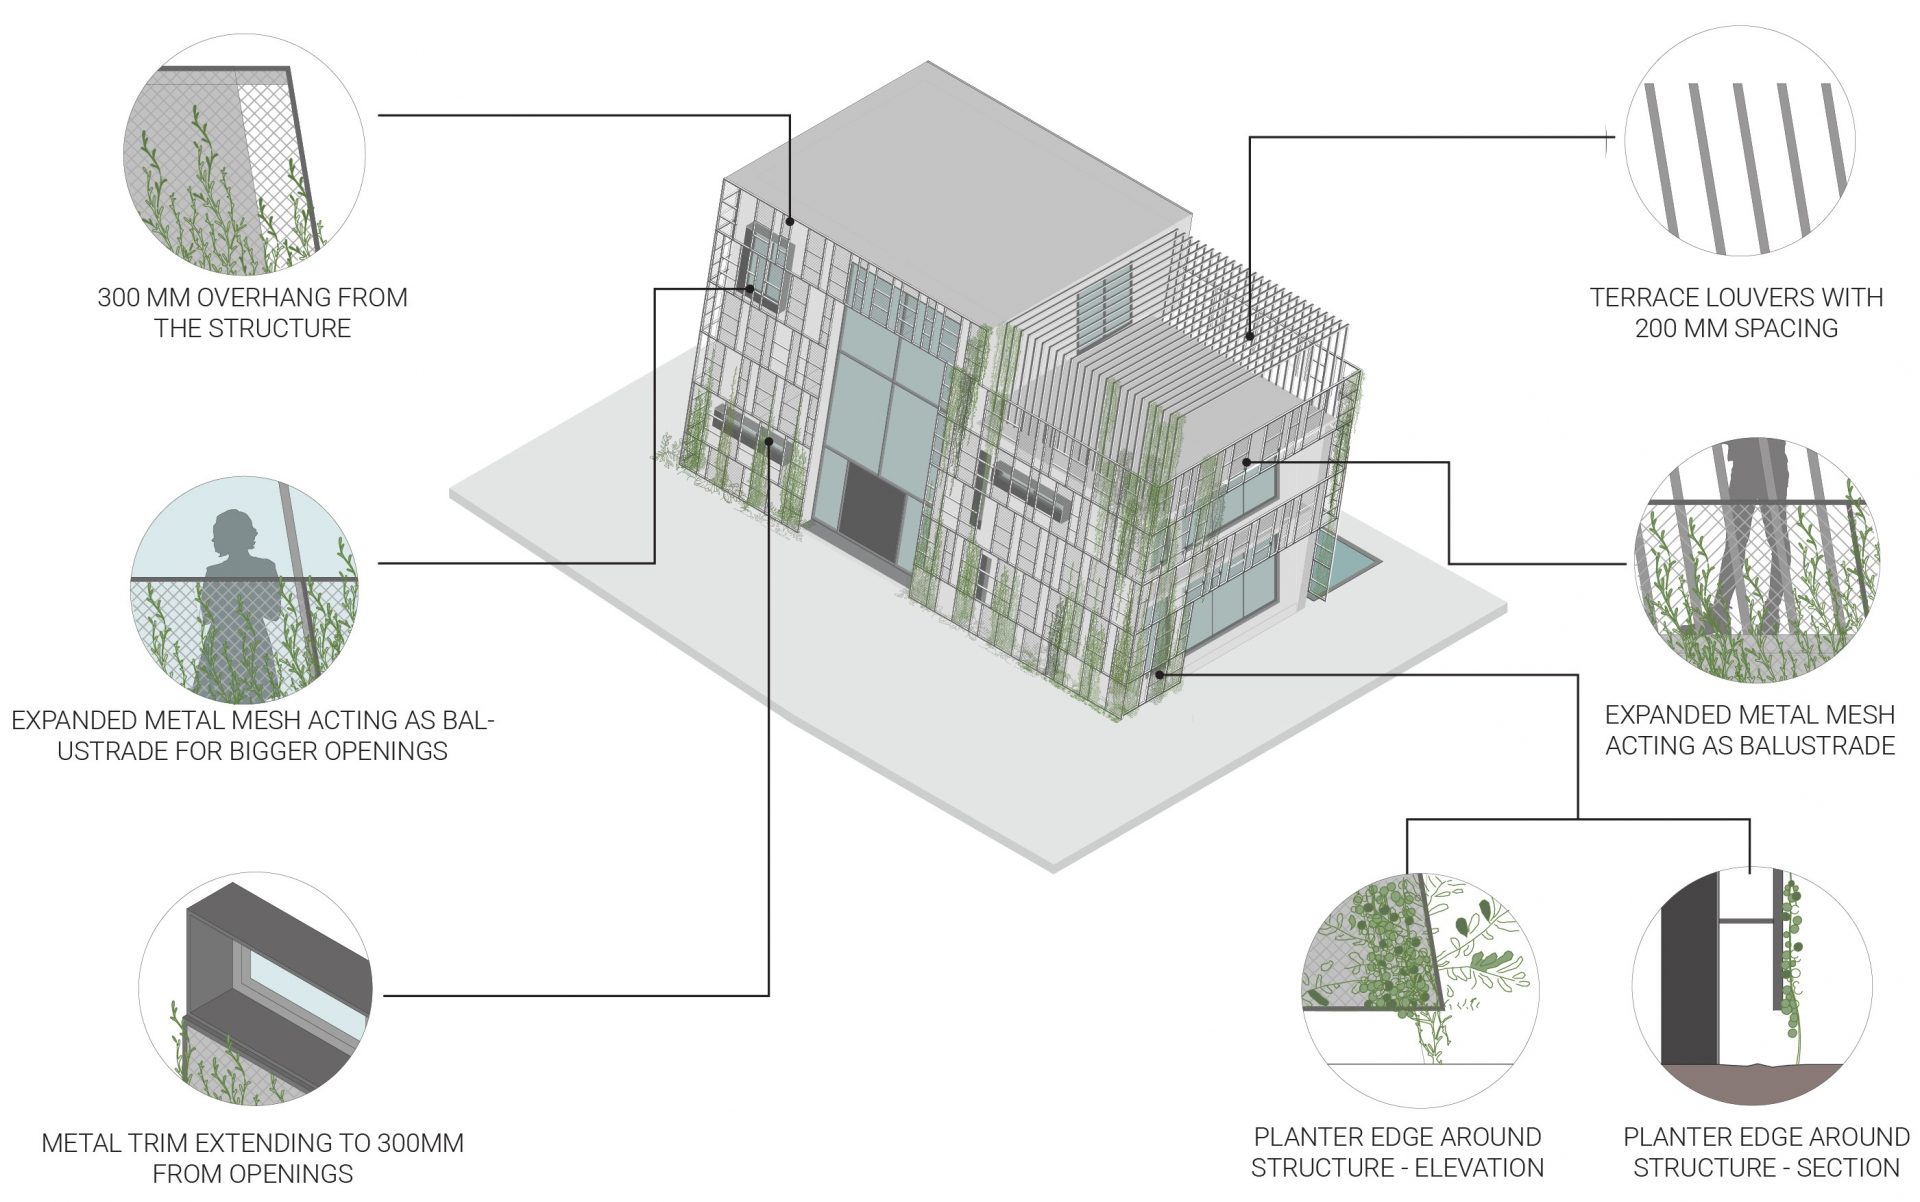 300 MM OVERHANG FROM
THE STRUCTURE
TERRACE LOUVERS WITH
200 MM SPACING
EXPANDED METAL MESH ACTING AS BAL-
USTRADE FOR BIGGER OPENINGS
EXPANDED METAL MESH
ACTING AS BALUSTRADE
METAL TRIM EXTENDING TO 300MM
FROM OPENINGS
PLANTER EDGE AROUND
STRUCTURE - ELEVATION
PLANTER EDGE AROUND
STRUCTURE - SECTION